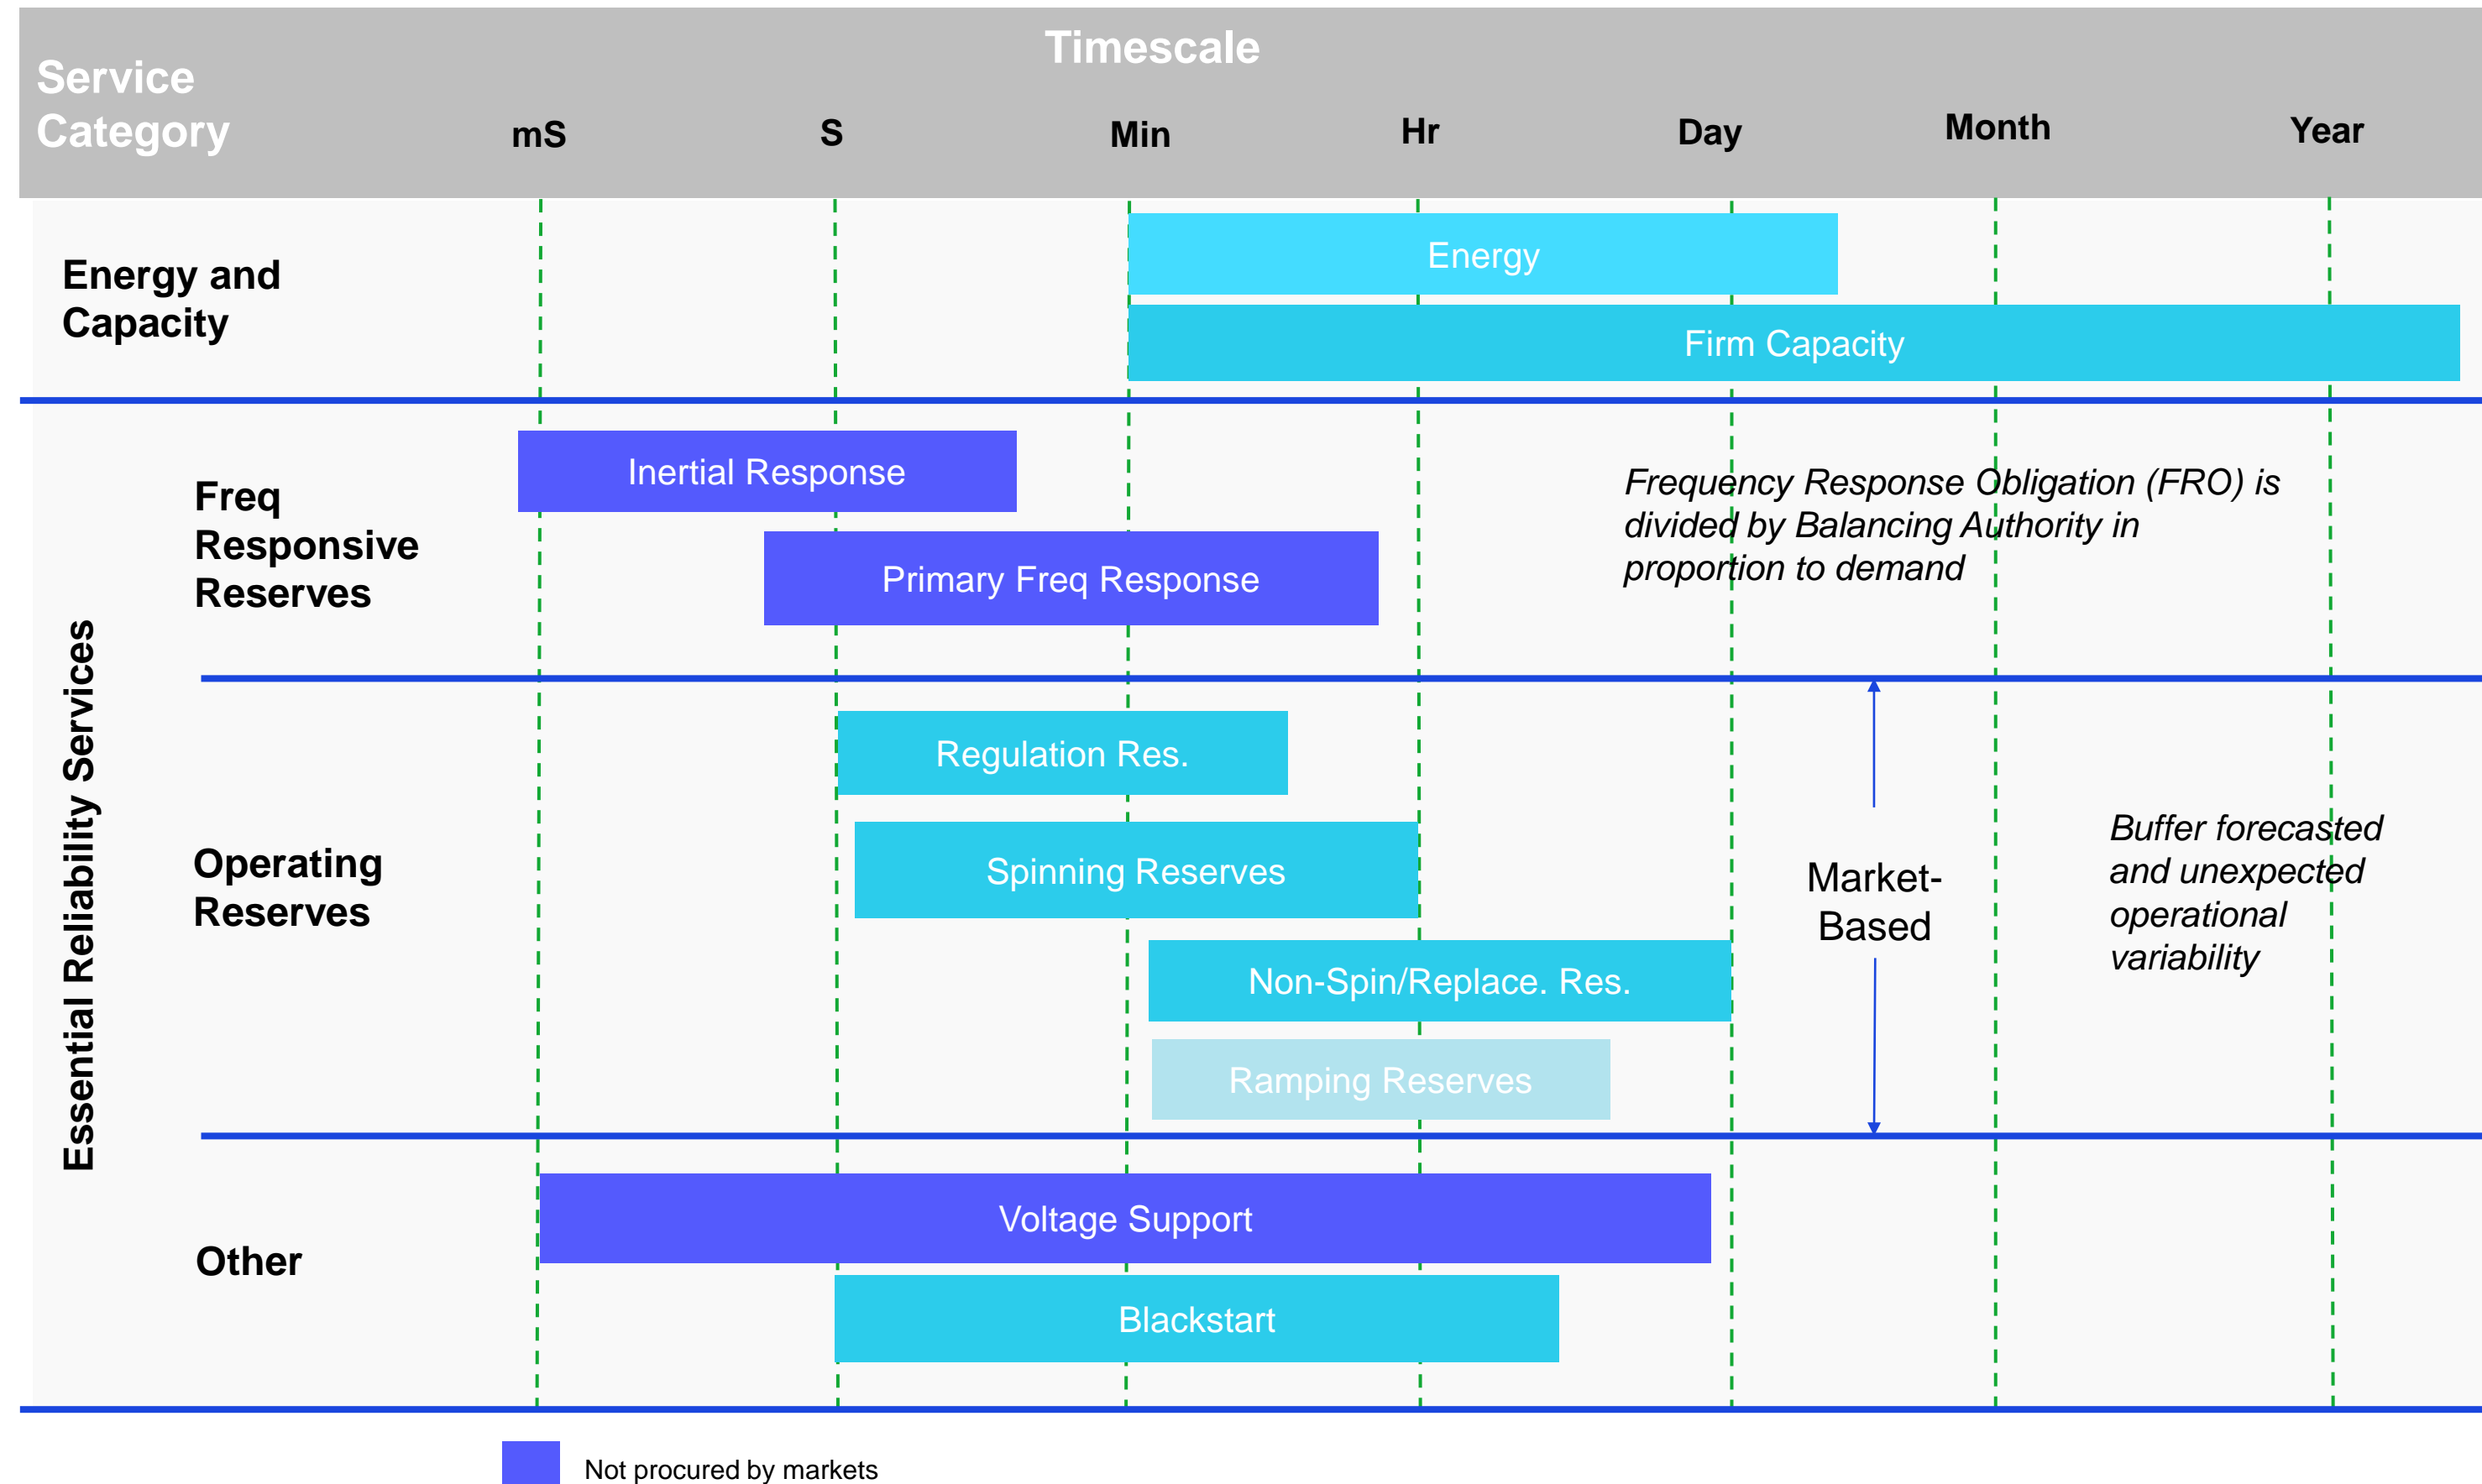 Timescale
Service
Category
mS
S
Min
Hr
Day
Month
Year
Energy and
Capacity
Energy
Firm Capacity
Essential Reliability Services
Freq
Responsive
Reserves
Inertial Response
Primary Freq Response
Frequency Response Obligation (FRO) is
divided by Balancing Authority in
proportion to demand
Operating
Reserves
Regulation Res.
Spinning Reserves
Non-Spin/Replace. Res.
Ramping Reserves
Market-
Based
Buffer forecasted
and unexpected
operational
variability
Other
Voltage Support
Blackstart
Not procured by markets